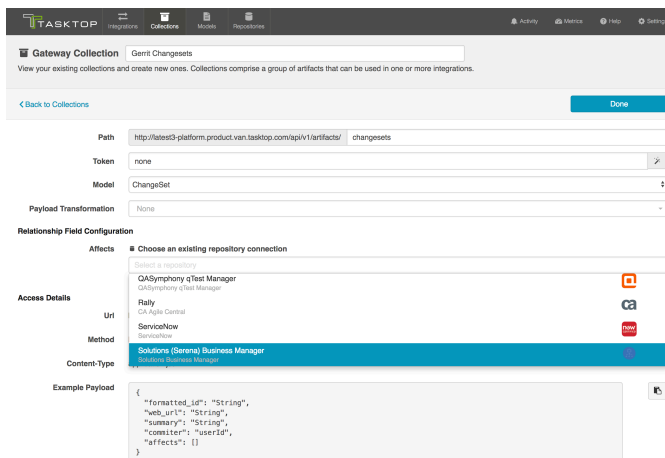 TASKTOP
Integrations
Collections
Models
Repositories
Activity
Metrics
Help
Settings
Gateway Collection
Gerrit Changesets
View your existing collections and create new ones. Collections comprise a group of artifacts that can be used in one or more integrations.
Back to Collections
Done
Path
http://latest3-platform.product.van.tasktop.com/api/v1/artifacts/
changesets
Token
none
Model
ChangeSet
Payload Transformation
None
Relationship Field Configuration
Affects
Choose an existing repository connection
Select a repository
QASymphony qTest Manager
QASymphony qTest Manager
Rally
CA Agile Central
ca
ServiceNow
ServiceNow
now
Solutions (Serena) Business Manager
Solutions Business Manager
Access Details
Url
Method
Content-Type
Example Payload
{
"formatted_id": "String",
"web_url": "String",
"summary": "String",
"commiter": "userId",
"affects": []
}